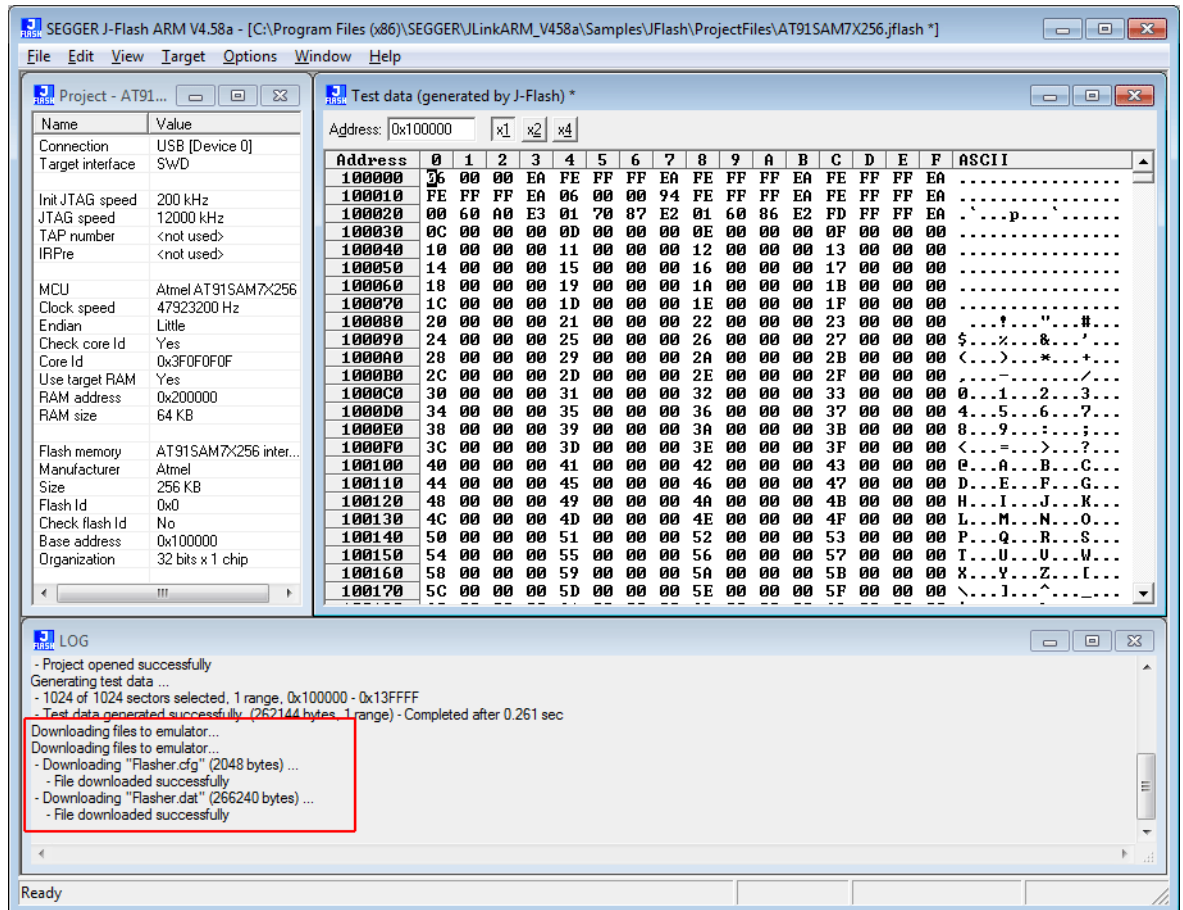 SEGGER J-Flash ARM V4.58a - [C:\Program Files (x86)\SEGGER\JLinkARM_V458a\Samples\JFlash\ProjectFiles\AT91SAM7X256.jflash *]
File Edit View Target Options Window Help
Project - AT91...
Name Value
Connection USB [Device 0]
Target interface SWD
Init JTAG speed 200 kHz
JTAG speed 12000 kHz
TAP number <not used>
IRPre <not used>
MCU Atmel AT91SAM7X256
Clock speed 47923200 Hz
Endian Little
Check core Id Yes
Core Id 0x3F0F0F0F
Use target RAM Yes
RAM address 0x200000
RAM size 64 KB
Flash memory AT91SAM7X256 inter...
Manufacturer Atmel
Size 256 KB
Flash Id 0x0
Check flash Id No
Base address 0x100000
Organization 32 bits x 1 chip
Test data (generated by J-Flash) *
Address: 0x100000 x1 x2 x4
Address 0 1 2 3 4 5 6 7 8 9 A B C D E F ASCII
100000 06 00 00 EA FE FF FF EA FE FF FF EA FE FF FF EA ................
100010 FE FF FF EA 06 00 00 94 FE FF FF EA FE FF FF EA ................
100020 00 60 A0 E3 01 70 87 E2 01 60 86 E2 FD FF FF EA .`...p...`......
100030 0C 00 00 00 0D 00 00 00 0E 00 00 00 0F 00 00 00 ................
100040 10 00 00 00 11 00 00 00 12 00 00 00 13 00 00 00 ................
100050 14 00 00 00 15 00 00 00 16 00 00 00 17 00 00 00 ................
100060 18 00 00 00 19 00 00 00 1A 00 00 00 1B 00 00 00 ................
100070 1C 00 00 00 1D 00 00 00 1E 00 00 00 1F 00 00 00 ................
100080 20 00 00 00 21 00 00 00 22 00 00 00 23 00 00 00 ...!..."...#...
100090 24 00 00 00 25 00 00 00 26 00 00 00 27 00 00 00 $...%...&...'...
1000A0 28 00 00 00 29 00 00 00 2A 00 00 00 2B 00 00 00 (...)...*...+...
1000B0 2C 00 00 00 2D 00 00 00 2E 00 00 00 2F 00 00 00 ,...-......./...
1000C0 30 00 00 00 31 00 00 00 32 00 00 00 33 00 00 00 0...1...2...3...
1000D0 34 00 00 00 35 00 00 00 36 00 00 00 37 00 00 00 4...5...6...7...
1000E0 38 00 00 00 39 00 00 00 3A 00 00 00 3B 00 00 00 8...9...:...;...
1000F0 3C 00 00 00 3D 00 00 00 3E 00 00 00 3F 00 00 00 <...=...>...?...
100100 40 00 00 00 41 00 00 00 42 00 00 00 43 00 00 00 @...A...B...C...
100110 44 00 00 00 45 00 00 00 46 00 00 00 47 00 00 00 D...E...F...G...
100120 48 00 00 00 49 00 00 00 4A 00 00 00 4B 00 00 00 H...I...J...K...
100130 4C 00 00 00 4D 00 00 00 4E 00 00 00 4F 00 00 00 L...M...N...O...
100140 50 00 00 00 51 00 00 00 52 00 00 00 53 00 00 00 P...Q...R...S...
100150 54 00 00 00 55 00 00 00 56 00 00 00 57 00 00 00 T...U...V...W...
100160 58 00 00 00 59 00 00 00 5A 00 00 00 5B 00 00 00 X...Y...Z...[...
100170 5C 00 00 00 5D 00 00 00 5E 00 00 00 5F 00 00 00 \...]...^..._...
LOG
- Project opened successfully
Generating test data ...
- 1024 of 1024 sectors selected, 1 range, 0x100000 - 0x13FFFF
- Test data generated successfully. (262144 bytes, 1 range) - Completed after 0.261 sec
Downloading files to emulator...
Downloading files to emulator...
- Downloading "Flasher.cfg" (2048 bytes) ...
- File downloaded successfully
- Downloading "Flasher.dat" (266240 bytes) ...
- File downloaded successfully
Ready